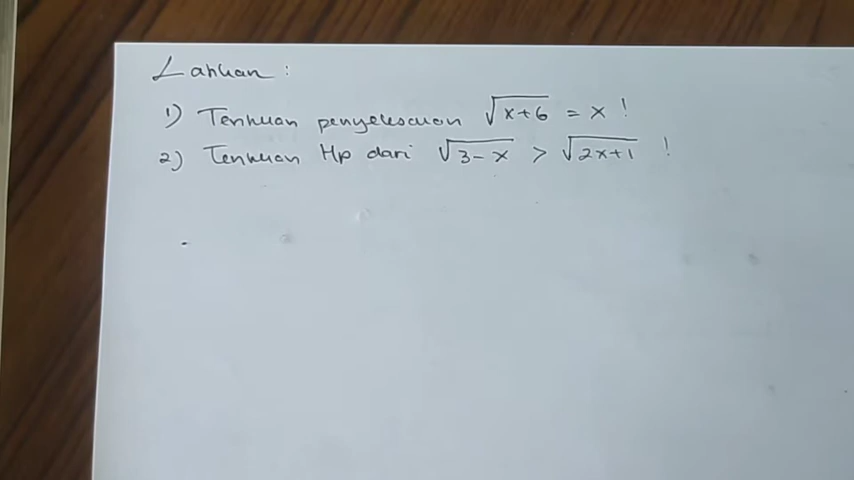 Latihan :
1) Tentukan penyelesaian √(x+6) = x !
2) Tentukan Hp dari √(3-x) > √(2x+1) !